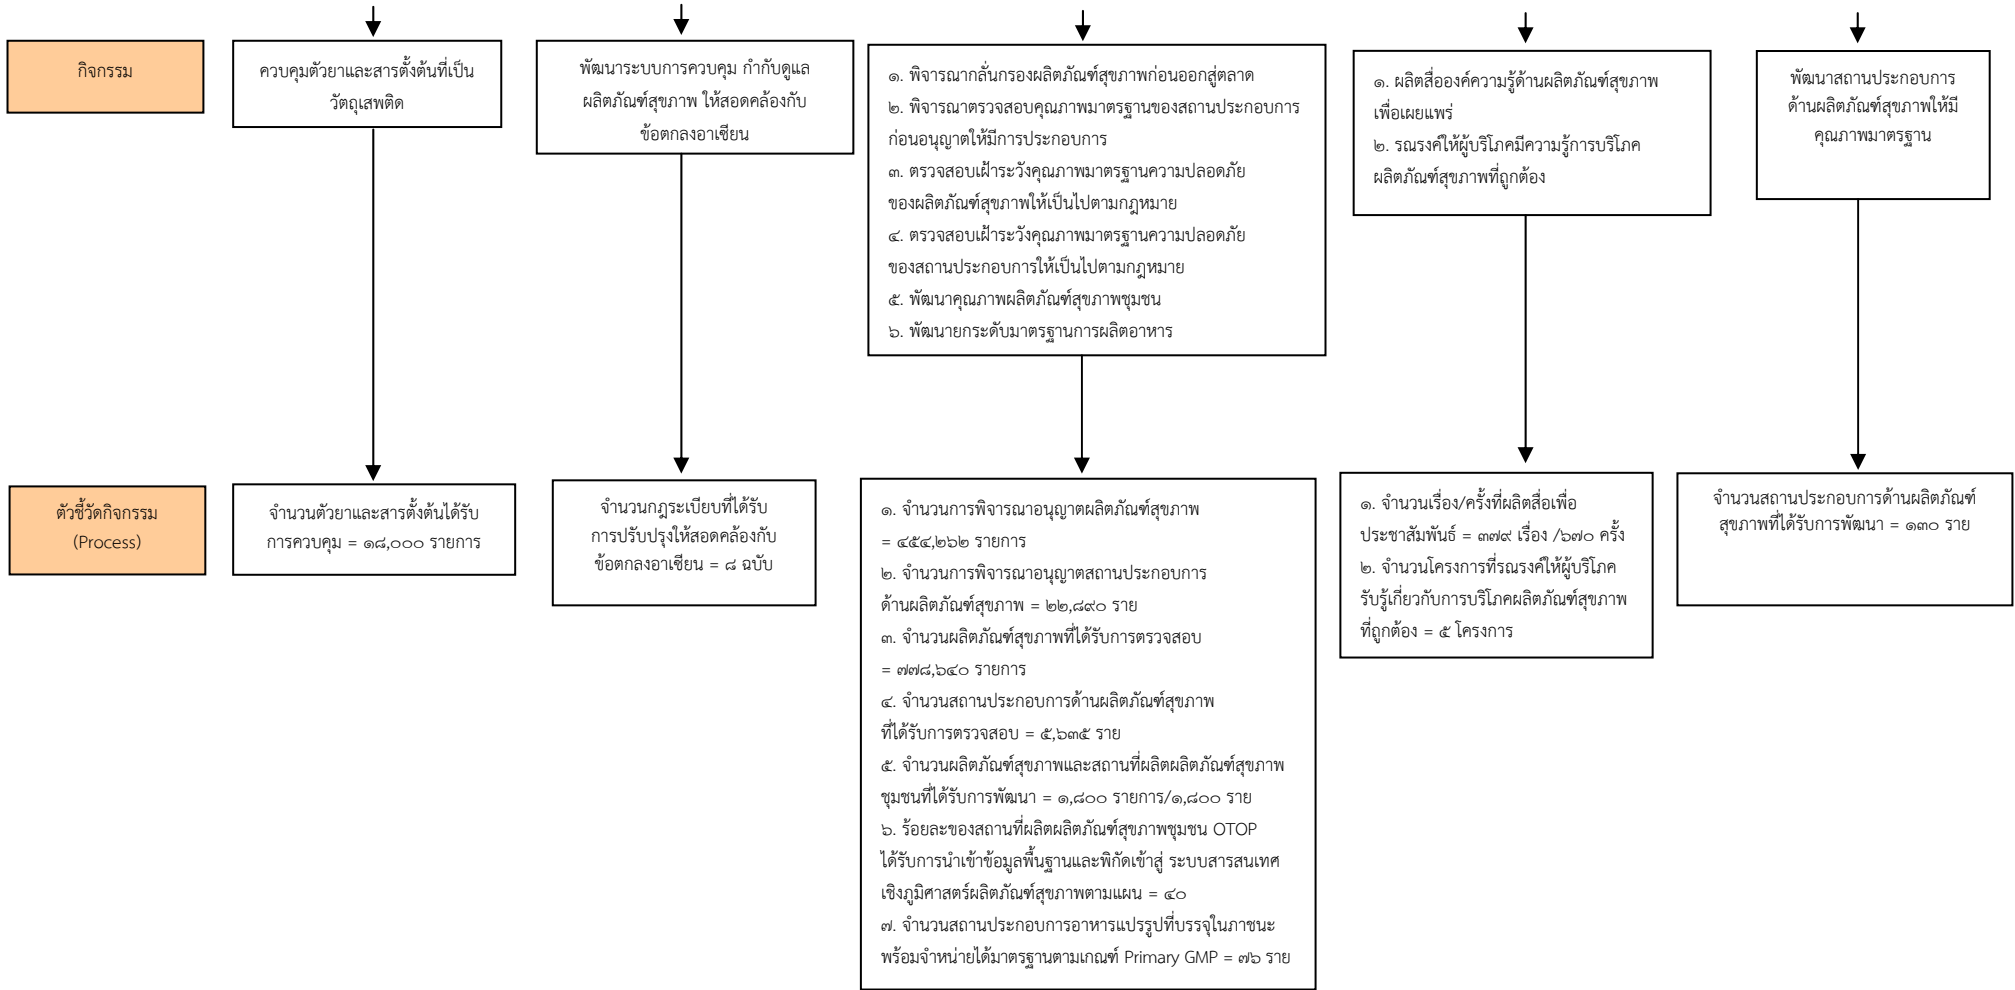 กิจกรรม
ควบคุมตัวยาและสารตั้งต้นที่เป็น
วัตถุเสพติด
พัฒนาระบบการควบคุม กำกับดูแล
ผลิตภัณฑ์สุขภาพ ให้สอดคล้องกับ
ข้อตกลงอาเซียน
๑. พิจารณากลั่นกรองผลิตภัณฑ์สุขภาพก่อนออกสู่ตลาด
๒. พิจารณาตรวจสอบคุณภาพมาตรฐานของสถานประกอบการ
ก่อนอนุญาตให้มีการประกอบการ
๓. ตรวจสอบเฝ้าระวังคุณภาพมาตรฐานความปลอดภัย
ของผลิตภัณฑ์สุขภาพให้เป็นไปตามกฎหมาย
๔. ตรวจสอบเฝ้าระวังคุณภาพมาตรฐานความปลอดภัย
ของสถานประกอบการให้เป็นไปตามกฎหมาย
๕. พัฒนาคุณภาพผลิตภัณฑ์สุขภาพชุมชน
๖. พัฒนายกระดับมาตรฐานการผลิตอาหาร
๑. ผลิตสื่อองค์ความรู้ด้านผลิตภัณฑ์สุขภาพ
เพื่อเผยแพร่
๒. รณรงค์ให้ผู้บริโภคมีความรู้การบริโภค
ผลิตภัณฑ์สุขภาพที่ถูกต้อง
พัฒนาสถานประกอบการ
ด้านผลิตภัณฑ์สุขภาพให้มี
คุณภาพมาตรฐาน
ตัวชี้วัดกิจกรรม
(Process)
จำนวนตัวยาและสารตั้งต้นได้รับ
การควบคุม = ๑๘,๐๐๐ รายการ
จำนวนกฎระเบียบที่ได้รับ
การปรับปรุงให้สอดคล้องกับ
ข้อตกลงอาเซียน = ๘ ฉบับ
๑. จำนวนการพิจารณาอนุญาตผลิตภัณฑ์สุขภาพ
= ๔๕๔,๒๖๒ รายการ
๒. จำนวนการพิจารณาอนุญาตสถานประกอบการ
ด้านผลิตภัณฑ์สุขภาพ = ๒๒,๘๙๐ ราย
๓. จำนวนผลิตภัณฑ์สุขภาพที่ได้รับการตรวจสอบ
= ๗๗๘,๖๔๐ รายการ
๔. จำนวนสถานประกอบการด้านผลิตภัณฑ์สุขภาพ
ที่ได้รับการตรวจสอบ = ๕,๖๓๕ ราย
๕. จำนวนผลิตภัณฑ์สุขภาพและสถานที่ผลิตผลิตภัณฑ์สุขภาพ
ชุมชนที่ได้รับการพัฒนา = ๑,๘๐๐ รายการ/๑,๘๐๐ ราย
๖. ร้อยละของสถานที่ผลิตผลิตภัณฑ์สุขภาพชุมชน OTOP
ได้รับการนำเข้าข้อมูลพื้นฐานและพิกัดเข้าสู่ ระบบสารสนเทศ
เชิงภูมิศาสตร์ผลิตภัณฑ์สุขภาพตามแผน = ๔๐
๗. จำนวนสถานประกอบการอาหารแปรรูปที่บรรจุในภาชนะ
พร้อมจำหน่ายได้มาตรฐานตามเกณฑ์ Primary GMP = ๗๖ ราย
๑. จำนวนเรื่อง/ครั้งที่ผลิตสื่อเพื่อ
ประชาสัมพันธ์ = ๓๗๙ เรื่อง /๖๗๐ ครั้ง
๒. จำนวนโครงการที่รณรงค์ให้ผู้บริโภค
รับรู้เกี่ยวกับการบริโภคผลิตภัณฑ์สุขภาพ
ที่ถูกต้อง = ๕ โครงการ
จำนวนสถานประกอบการด้านผลิตภัณฑ์
สุขภาพที่ได้รับการพัฒนา = ๑๓๐ ราย